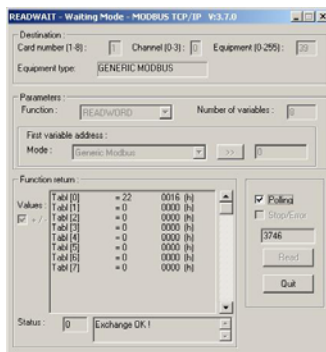 READWAIT - Waiting Mode - MODBUS TCP/IP V:3.7.0
Destination :
Card number (1-8) : 1 Channel (0-3) : 0 Equipment (0-255) : 39
Equipment type: GENERIC MODBUS
Parameters :
Function : READWORD Number of variables : 8
First variable address :
Mode : Generic Modbus >> 0
Function return :
Values : Tabl [0] = 22 0016 (h)
Tabl [1] = 0 0000 (h)
Tabl [2] = 0 0000 (h)
Tabl [3] = 0 0000 (h)
Tabl [4] = 0 0000 (h)
Tabl [5] = 0 0000 (h)
Tabl [6] = 0 0000 (h)
Tabl [7] = 0 0000 (h)
+ / -
Polling
Stop/Error
3746
Read
Quit
Status : 0 Exchange OK !